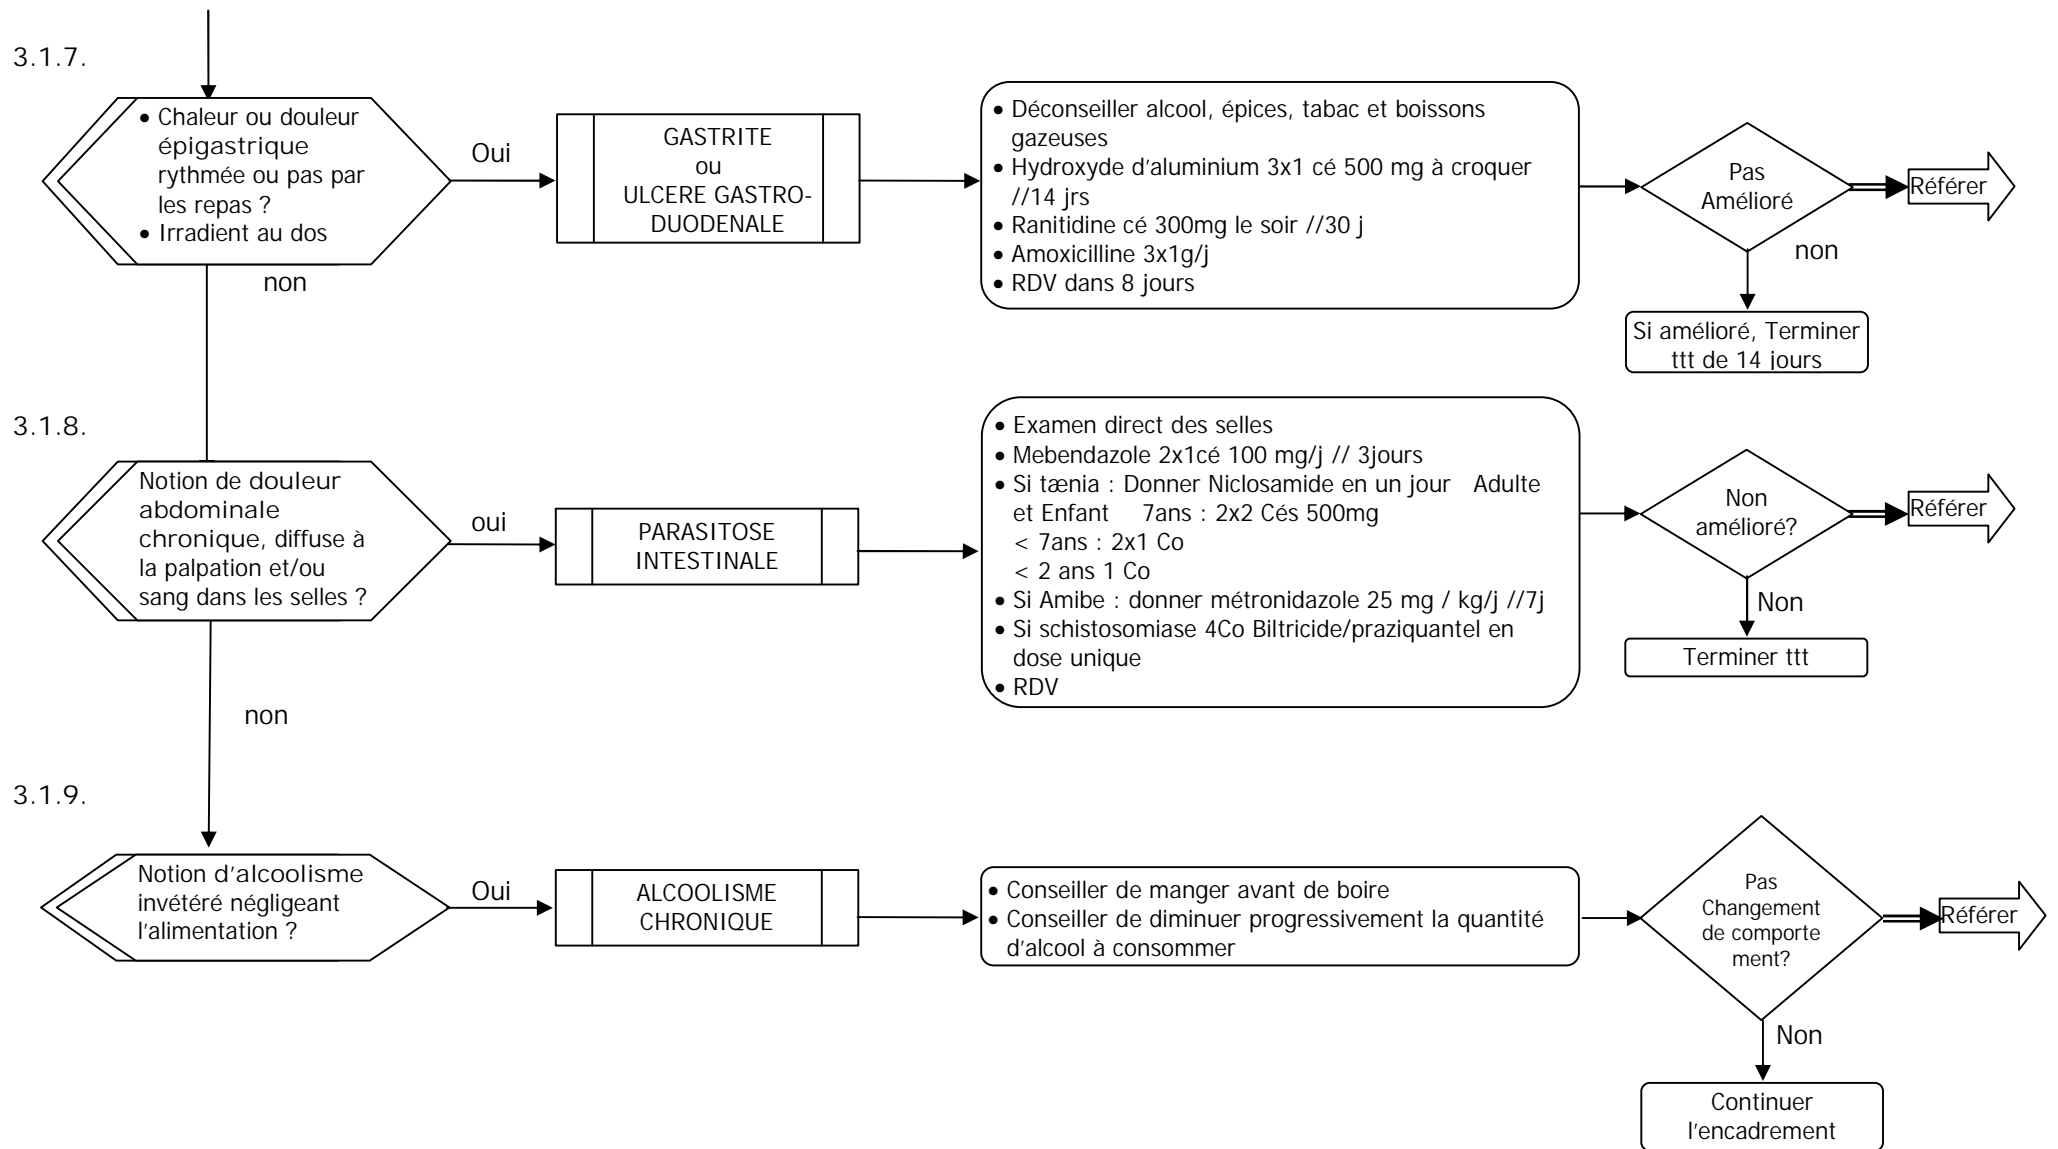 3.1.7.
• Chaleur ou douleur
épigastrique
rythmée ou pas par
les repas ?
• Irradient au dos
Oui
non
GASTRITE
ou
ULCERE GASTRO-
DUODENALE
• Déconseiller alcool, épices, tabac et boissons
gazeuses
• Hydroxyde d'aluminium 3x1 cé 500 mg à croquer
//14 jrs
• Ranitidine cé 300mg le soir //30 j
• Amoxicilline 3x1g/j
• RDV dans 8 jours
Pas
Amélioré
Référer
non
Si amélioré, Terminer
ttt de 14 jours
3.1.8.
Notion de douleur
abdominale
chronique, diffuse à
la palpation et/ou
sang dans les selles ?
oui
non
PARASITOSE
INTESTINALE
• Examen direct des selles
• Mebendazole 2x1cé 100 mg/j // 3jours
• Si tænia : Donner Niclosamide en un jour Adulte
et Enfant 7ans : 2x2 Cés 500mg
< 7ans : 2x1 Co
< 2 ans 1 Co
• Si Amibe : donner métronidazole 25 mg / kg/j //7j
• Si schistosomiase 4Co Biltricide/praziquantel en
dose unique
• RDV
Non
amélioré?
Référer
Non
Terminer ttt
3.1.9.
Notion d'alcoolisme
invétéré négligeant
l'alimentation ?
Oui
ALCOOLISME
CHRONIQUE
• Conseiller de manger avant de boire
• Conseiller de diminuer progressivement la quantité
d'alcool à consommer
Pas
Changement
de comporte
ment?
Référer
Non
Continuer
l'encadrement